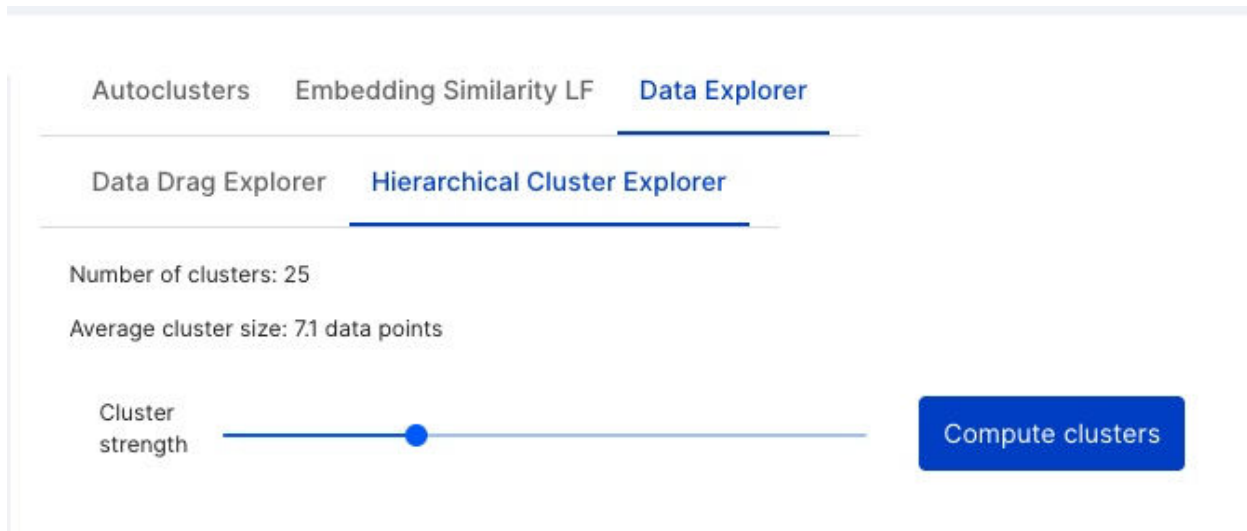 Autoclusters Embedding Similarity LF Data Explorer
Data Drag Explorer Hierarchical Cluster Explorer
Number of clusters: 25
Average cluster size: 7.1 data points
Cluster
strength
Compute clusters